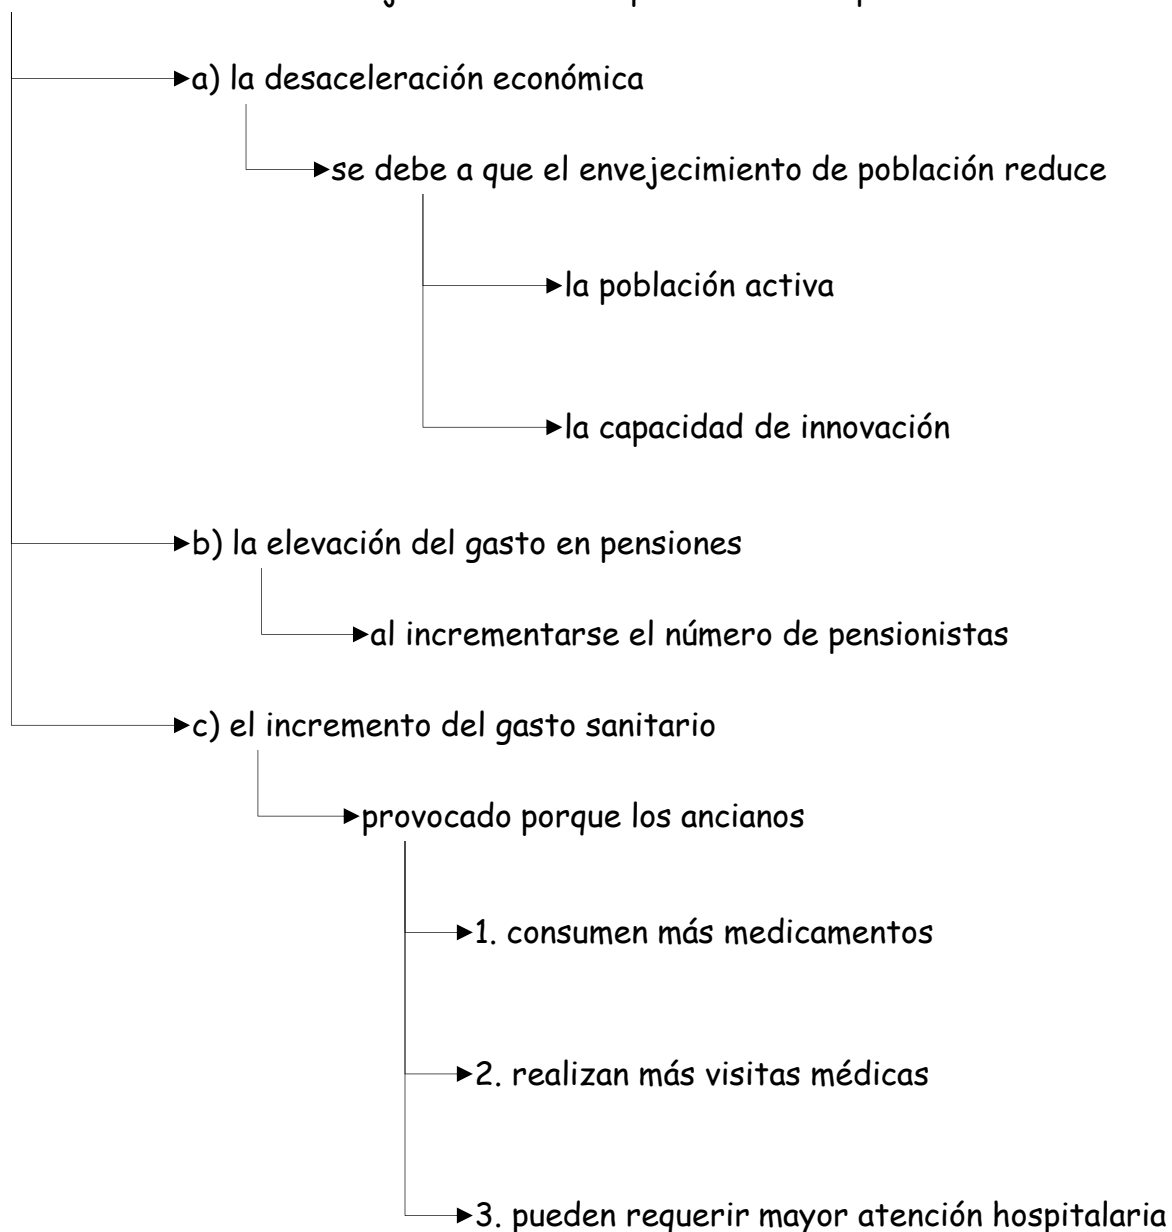 a) la desaceleración económica
se debe a que el envejecimiento de población reduce
la población activa
la capacidad de innovación
b) la elevación del gasto en pensiones
al incrementarse el número de pensionistas
c) el incremento del gasto sanitario
provocado porque los ancianos
1. consumen más medicamentos
2. realizan más visitas médicas
3. pueden requerir mayor atención hospitalaria